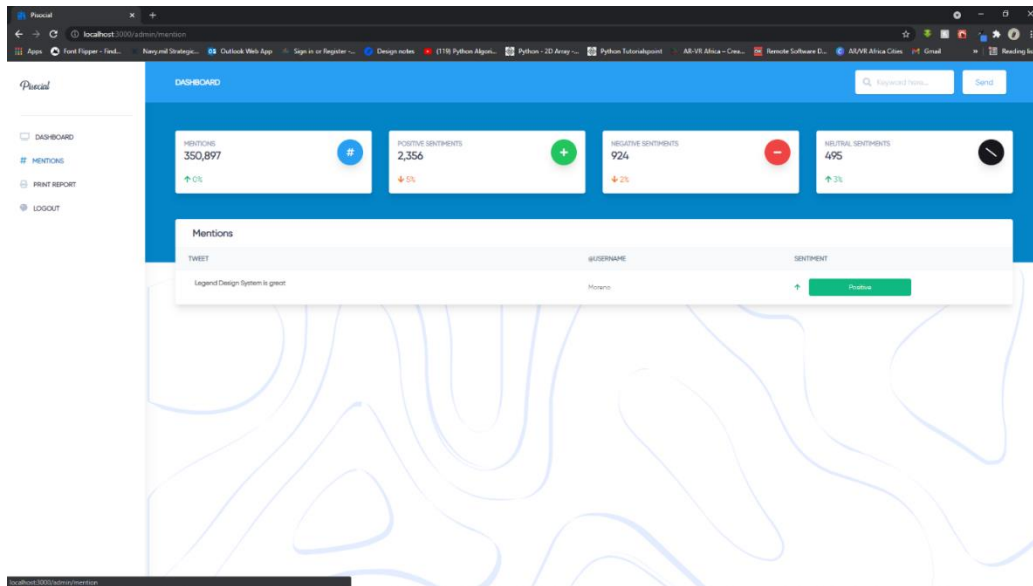 Pisocial
localhost:3000/admin/mention
Apps Font Flipper - Find... Navy.mil Strategic... Outlook Web App Sign in or Register -... Design notes (119) Python Algori... Python - 2D Array -... Python Tutorialspoint AR-VR Africa – Crea... Remote Software D... AR/VR Africa Cities Gmail » Reading list
DASHBOARD
Keyword here...
Send
DASHBOARD
MENTIONS
PRINT REPORT
LOGOUT
MENTIONS
350,897
0%
POSITIVE SENTIMENTS
2,356
5%
NEGATIVE SENTIMENTS
924
2%
NEUTRAL SENTIMENTS
495
3%
Mentions
TWEET @USERNAME SENTIMENT
Legend Design System is great Moreno Positive
localhost:3000/admin/mention